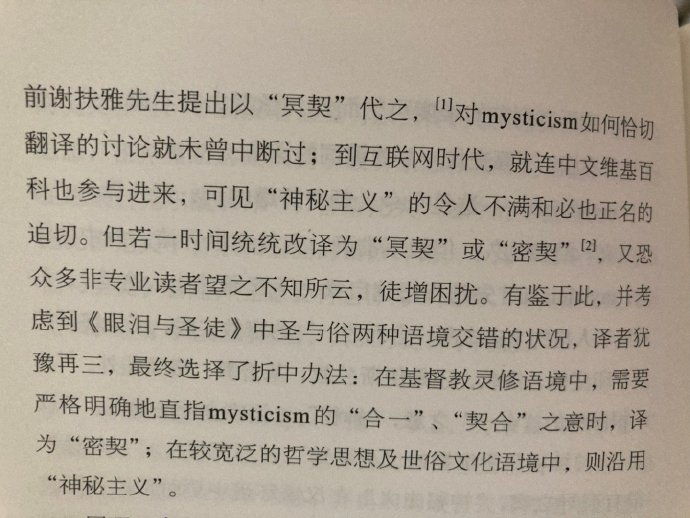 前谢扶雅先生提出以“冥契”代之，[1]对mysticism如何恰切
翻译的讨论就未曾中断过；到互联网时代，就连中文维基百
科也参与进来，可见“神秘主义”的令人不满和必也正名的
迫切。但若一时间统统改译为“冥契”或“密契”[2]，又恐
众多非专业读者望之不知所云，徒增困扰。有鉴于此，并考
虑到《眼泪与圣徒》中圣与俗两种语境交错的状况，译者犹
豫再三，最终选择了折中办法：在基督教灵修语境中，需要
严格明确地直指mysticism的“合一”、“契合”之意时，译
为“密契”；在较宽泛的哲学思想及世俗文化语境中，则沿用
“神秘主义”。